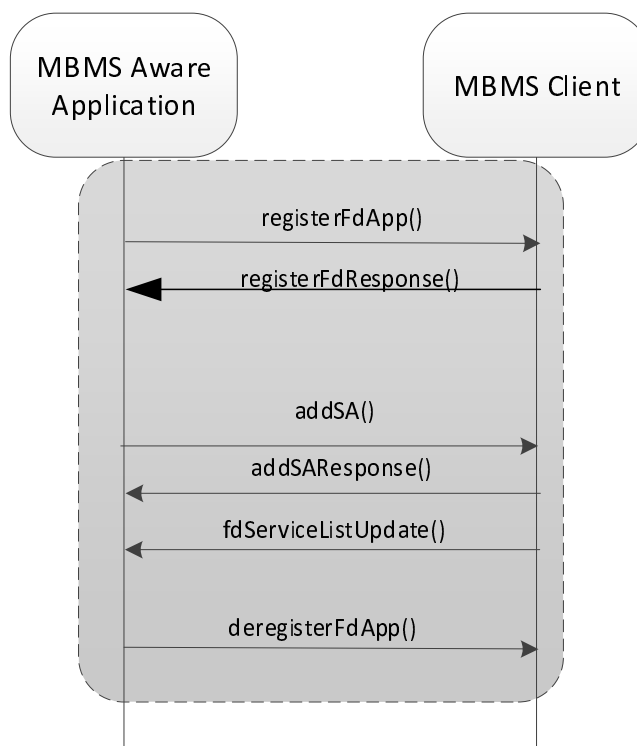 MBMS Aware
Application
MBMS Client
registerFdApp()
registerFdResponse()
addSA()
addSAResponse()
fdServiceListUpdate()
deregisterFdApp()